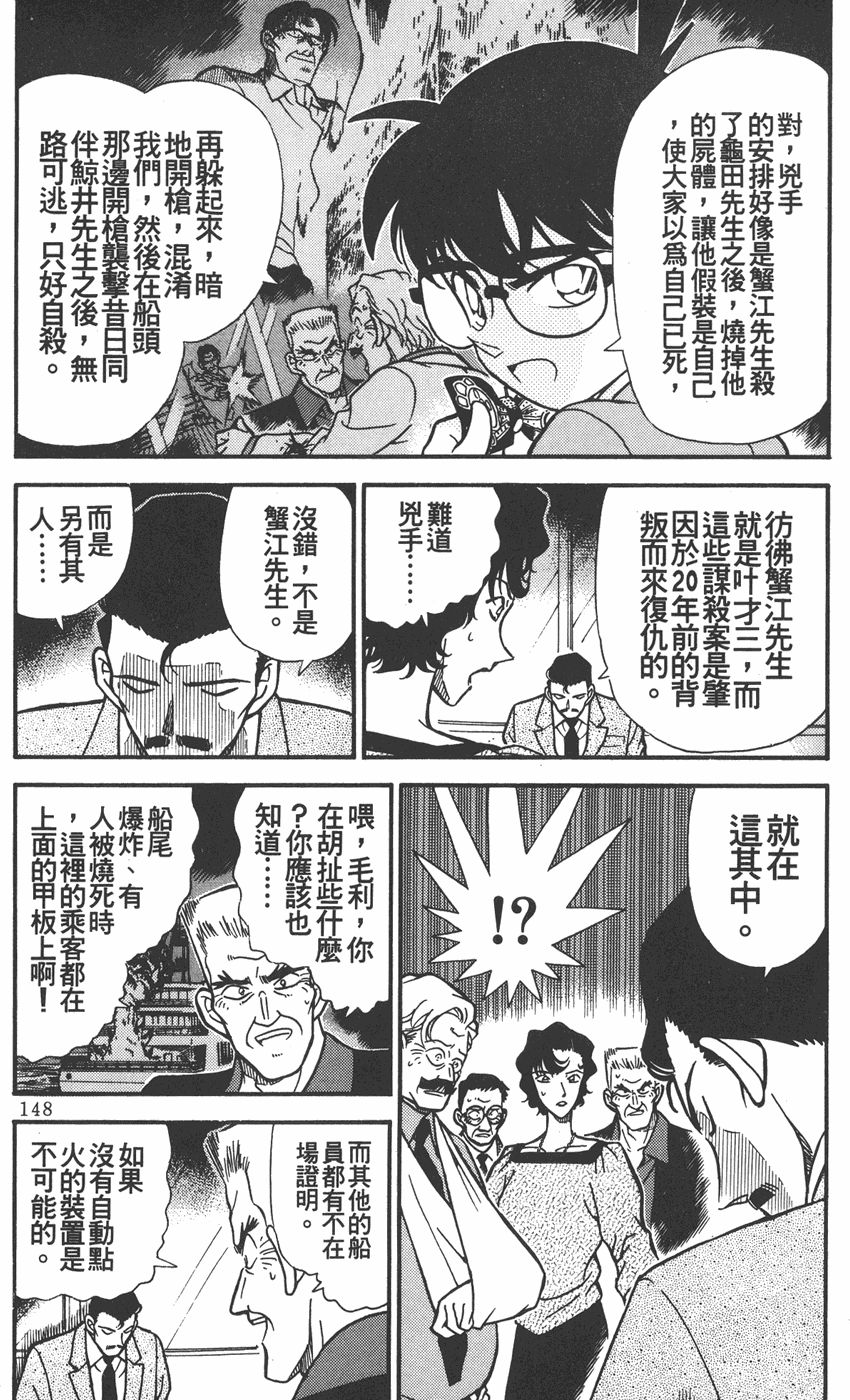 對，兇手
的安排好像是蟹江先生殺
了龜田先生之後，燒掉他
的屍體，讓他假裝是自己
，使大家以為自己已死，
再躲起來，暗
地開槍，混淆
我們，然後在船頭
那邊開槍襲擊昔日同
伴鯨井先生之後，無
路可逃，只好自殺。
彷彿蟹江先生
就是叶才三，而
這些謀殺案是肇
因於20年前的背
叛而來復仇的。
難道
兇手……
沒錯，不是
蟹江先生。
而是
另有其
人……
就在
這其中。
!?
喂，毛利，你
在胡扯些什麼
？你應該也
知道……
船尾
爆炸、有
人被燒死時
，這裡的乘客都在
上面的甲板上啊！
148
而其他的船
員都有不在
場證明。
如果
沒有自動點
火的裝置是
不可能的。